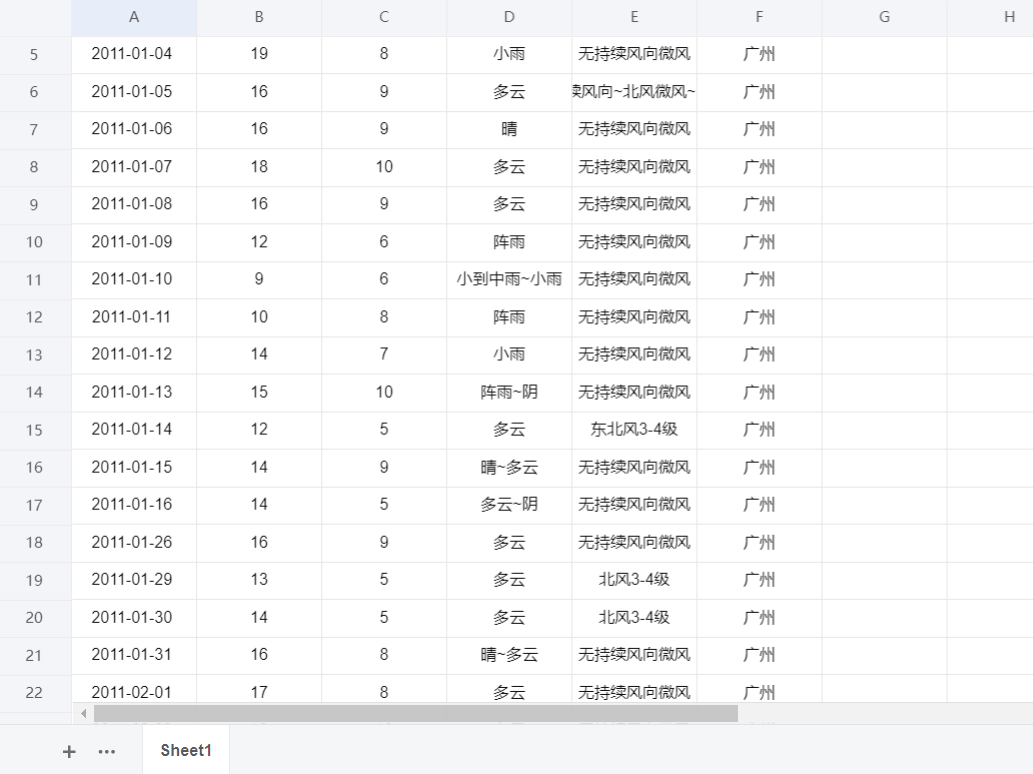 A B C D E F G H
5 2011-01-04 19 8 小雨 无持续风向微风 广州
6 2011-01-05 16 9 多云 续风向~北风微风~ 广州
7 2011-01-06 16 9 晴 无持续风向微风 广州
8 2011-01-07 18 10 多云 无持续风向微风 广州
9 2011-01-08 16 9 多云 无持续风向微风 广州
10 2011-01-09 12 6 阵雨 无持续风向微风 广州
11 2011-01-10 9 6 小到中雨~小雨 无持续风向微风 广州
12 2011-01-11 10 8 阵雨 无持续风向微风 广州
13 2011-01-12 14 7 小雨 无持续风向微风 广州
14 2011-01-13 15 10 阵雨~阴 无持续风向微风 广州
15 2011-01-14 12 5 多云 东北风3-4级 广州
16 2011-01-15 14 9 晴~多云 无持续风向微风 广州
17 2011-01-16 14 5 多云~阴 无持续风向微风 广州
18 2011-01-26 16 9 多云 无持续风向微风 广州
19 2011-01-29 13 5 多云 北风3-4级 广州
20 2011-01-30 14 5 多云 北风3-4级 广州
21 2011-01-31 16 8 晴~多云 无持续风向微风 广州
22 2011-02-01 17 8 多云 无持续风向微风 广州
Sheet1